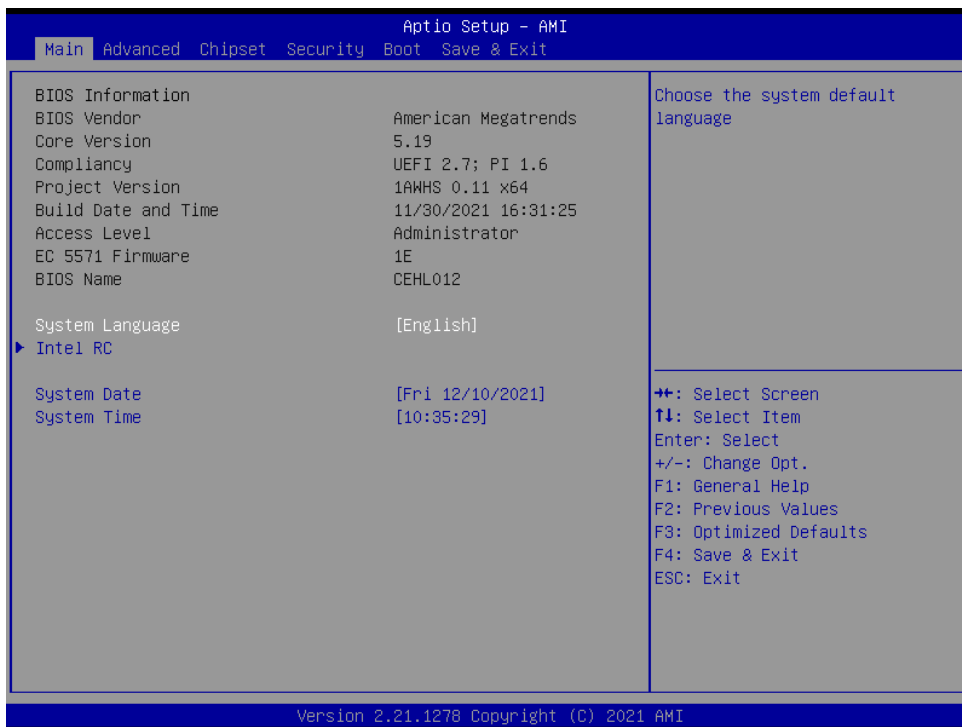 Aptio Setup – AMI
Main Advanced Chipset Security Boot Save & Exit
BIOS Information
BIOS Vendor American Megatrends
Core Version 5.19
Compliancy UEFI 2.7; PI 1.6
Project Version 1AWHS 0.11 x64
Build Date and Time 11/30/2021 16:31:25
Access Level Administrator
EC 5571 Firmware 1E
BIOS Name CEHL012
System Language [English]
▶ Intel RC
System Date [Fri 12/10/2021]
System Time [10:35:29]
Choose the system default
language
→←: Select Screen
↑↓: Select Item
Enter: Select
+/-: Change Opt.
F1: General Help
F2: Previous Values
F3: Optimized Defaults
F4: Save & Exit
ESC: Exit
Version 2.21.1278 Copyright (C) 2021 AMI